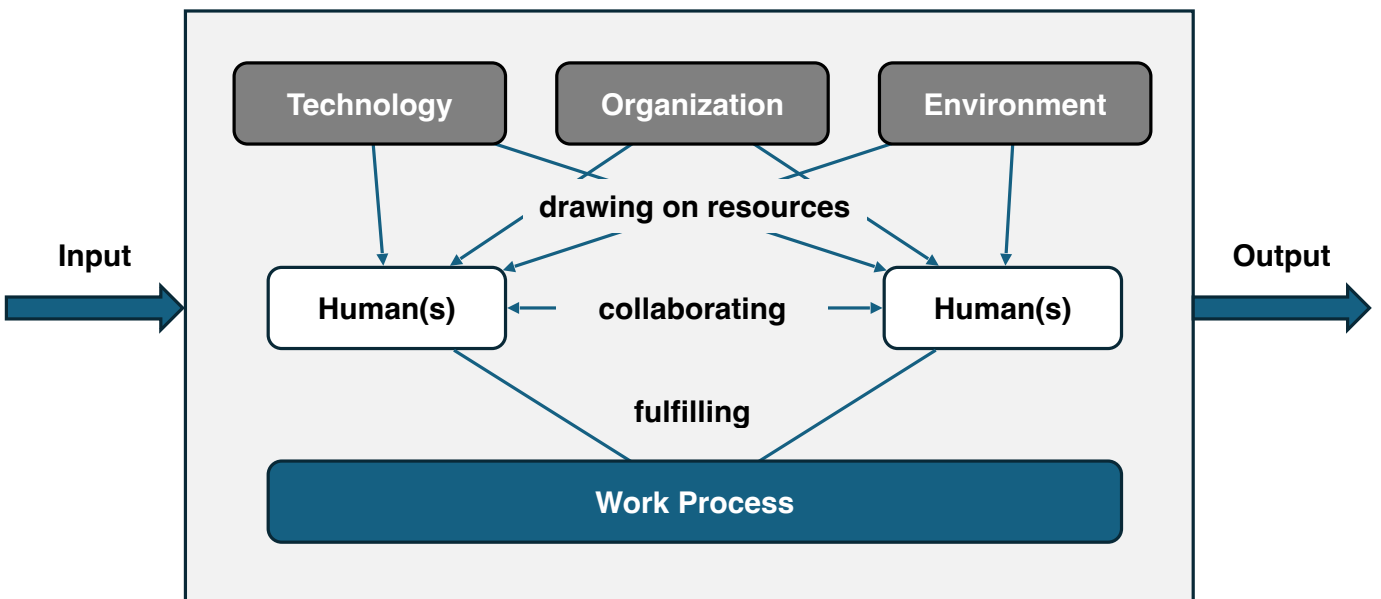 Technology
Organization
Environment
drawing on resources
Input
Output
Human(s)
collaborating
Human(s)
fulfilling
Work Process